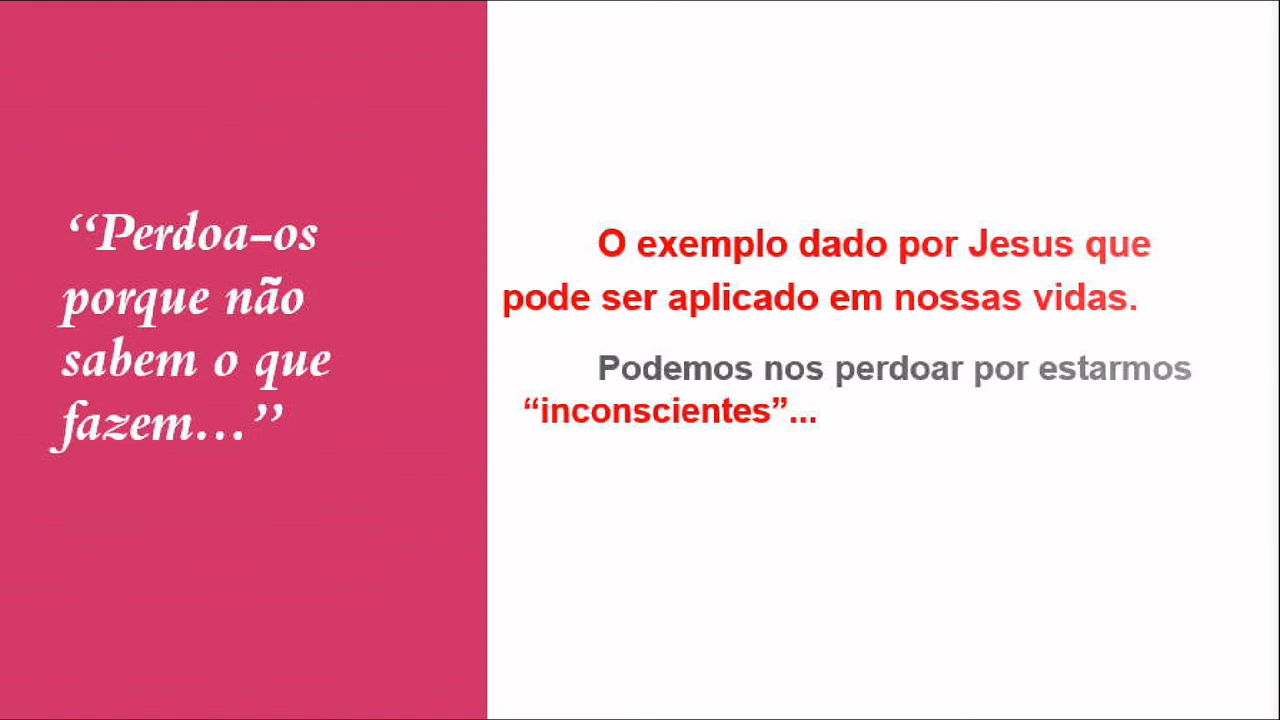 “Perdoa-os
porque não
sabem o que
fazem...”
O exemplo dado por Jesus que
pode ser aplicado em nossas vidas.
Podemos nos perdoar por estarmos
“inconscientes”...